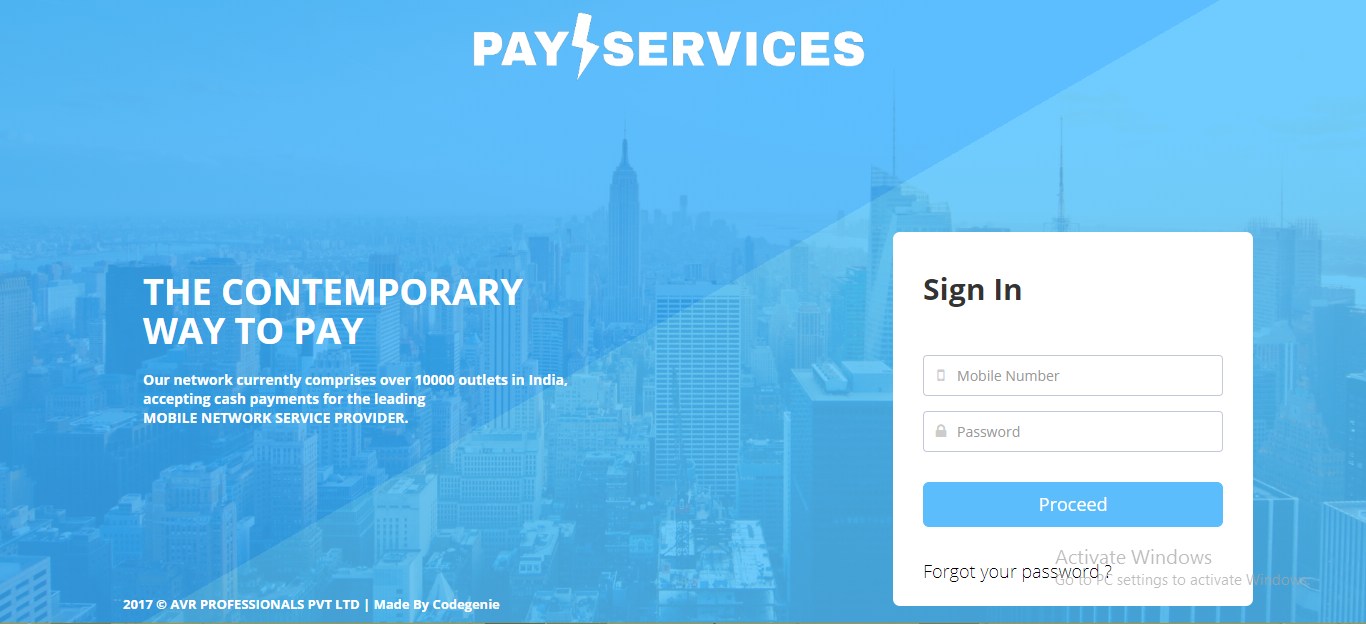 PAY SERVICES
THE CONTEMPORARY
WAY TO PAY
Our network currently comprises over 10000 outlets in India,
accepting cash payments for the leading
MOBILE NETWORK SERVICE PROVIDER.
2017 © AVR PROFESSIONALS PVT LTD | Made By Codegenie
Sign In
Mobile Number
Password
Proceed
Forgot your password ?
Activate Windows
Go to PC settings to activate Windows.